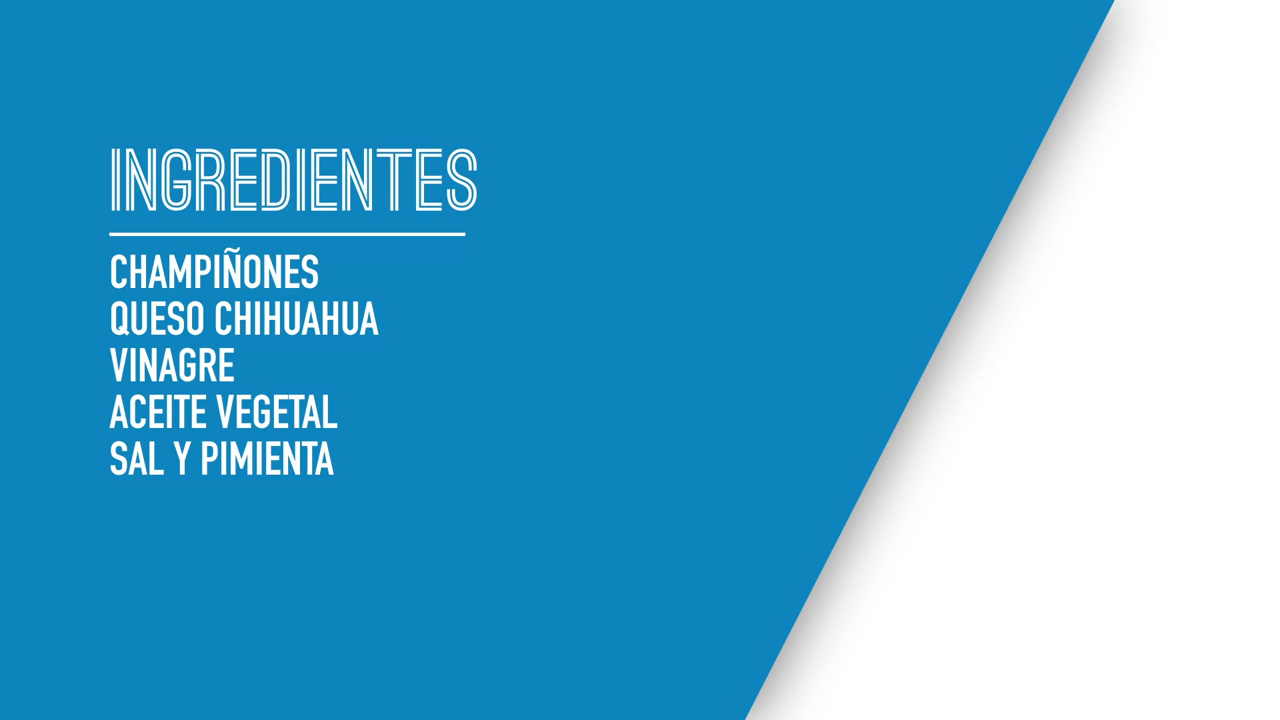 INGREDIENTES
CHAMPIÑONES
QUESO CHIHUAHUA
VINAGRE
ACEITE VEGETAL
SAL Y PIMIENTA